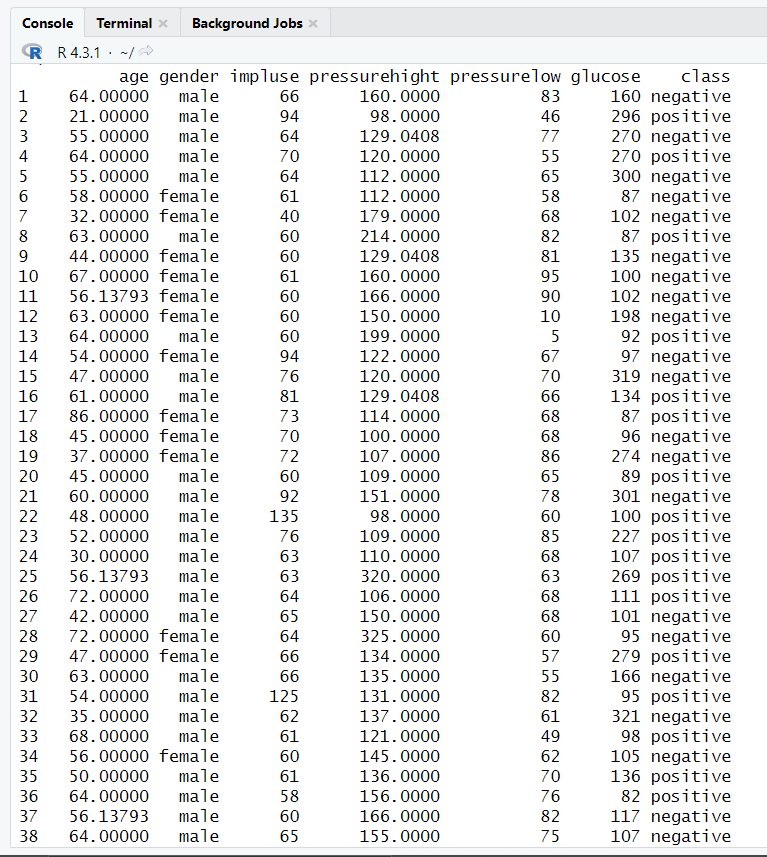 Console Terminal Background Jobs
R R 4.3.1 · ~/
age gender impluse pressurehight pressurelow glucose class
1 64.00000 male 66 160.0000 83 160 negative
2 21.00000 male 94 98.0000 46 296 positive
3 55.00000 male 64 129.0408 77 270 negative
4 64.00000 male 70 120.0000 55 270 positive
5 55.00000 male 64 112.0000 65 300 negative
6 58.00000 female 61 112.0000 58 87 negative
7 32.00000 female 40 179.0000 68 102 negative
8 63.00000 male 60 214.0000 82 87 positive
9 44.00000 female 60 129.0408 81 135 negative
10 67.00000 female 61 160.0000 95 100 negative
11 56.13793 female 60 166.0000 90 102 negative
12 63.00000 female 60 150.0000 10 198 negative
13 64.00000 male 60 199.0000 5 92 positive
14 54.00000 female 94 122.0000 67 97 negative
15 47.00000 male 76 120.0000 70 319 negative
16 61.00000 male 81 129.0408 66 134 positive
17 86.00000 female 73 114.0000 68 87 positive
18 45.00000 female 70 100.0000 68 96 negative
19 37.00000 female 72 107.0000 86 274 negative
20 45.00000 male 60 109.0000 65 89 positive
21 60.00000 male 92 151.0000 78 301 negative
22 48.00000 male 135 98.0000 60 100 positive
23 52.00000 male 76 109.0000 85 227 positive
24 30.00000 male 63 110.0000 68 107 positive
25 56.13793 male 63 320.0000 63 269 positive
26 72.00000 male 64 106.0000 68 111 positive
27 42.00000 male 65 150.0000 68 101 negative
28 72.00000 female 64 325.0000 60 95 negative
29 47.00000 female 66 134.0000 57 279 positive
30 63.00000 male 66 135.0000 55 166 negative
31 54.00000 male 125 131.0000 82 95 positive
32 35.00000 male 62 137.0000 61 321 negative
33 68.00000 male 61 121.0000 49 98 positive
34 56.00000 female 60 145.0000 62 105 negative
35 50.00000 male 61 136.0000 70 136 positive
36 64.00000 male 58 156.0000 76 82 positive
37 56.13793 male 60 166.0000 82 117 negative
38 64.00000 male 65 155.0000 75 107 negative